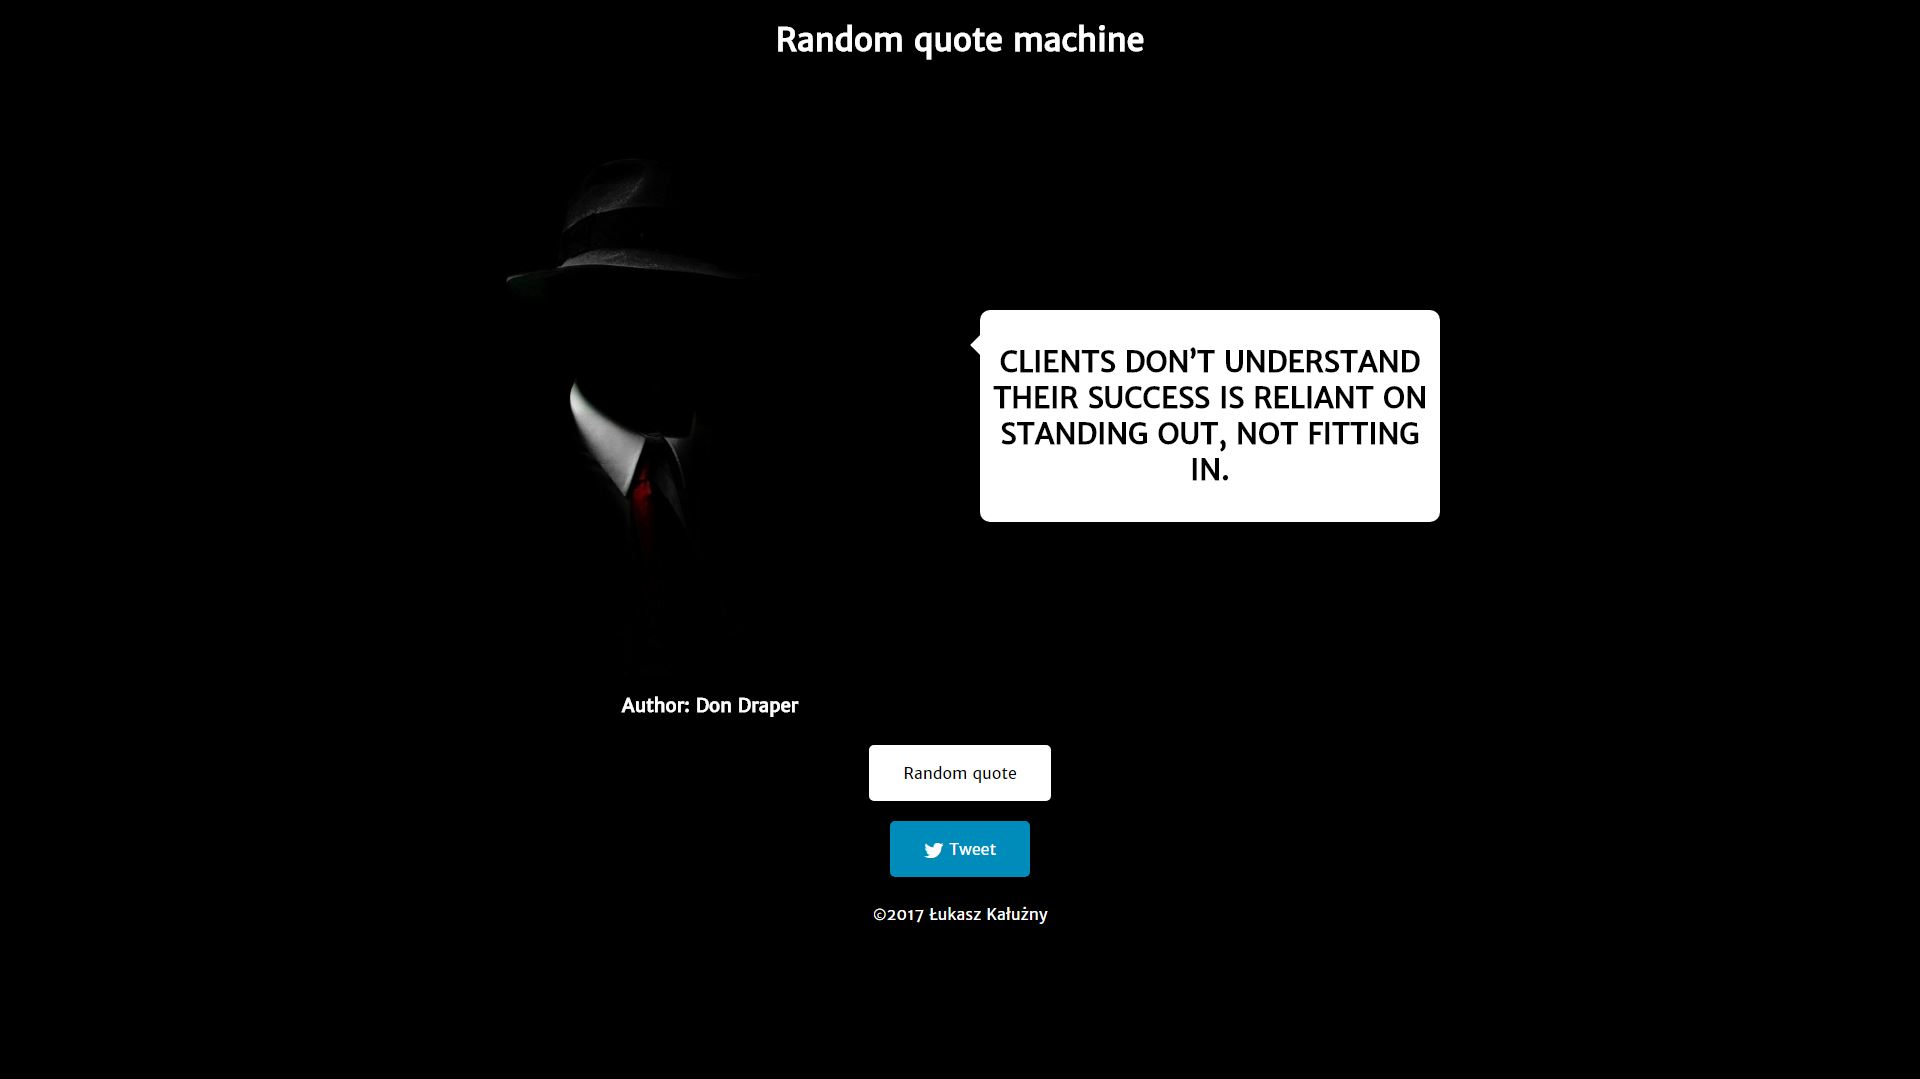 Random quote machine
CLIENTS DON’T UNDERSTAND
THEIR SUCCESS IS RELIANT ON
STANDING OUT, NOT FITTING
IN.
Author: Don Draper
Random quote
Tweet
©2017 Łukasz Kałużny